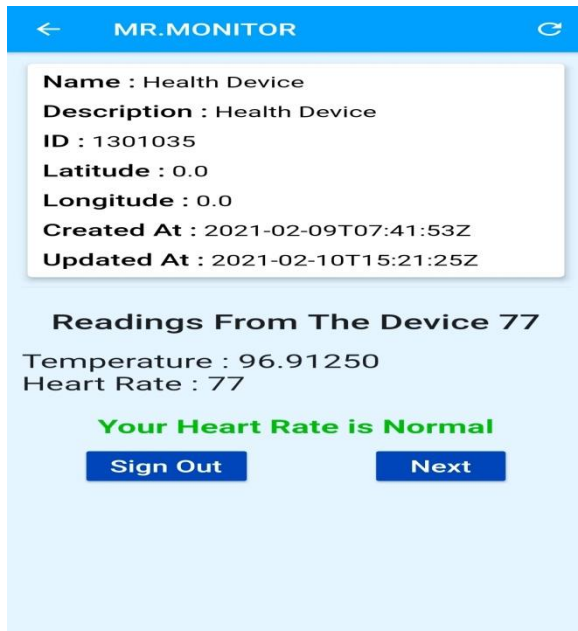 MR.MONITOR
Name : Health Device
Description : Health Device
ID : 1301035
Latitude : 0.0
Longitude : 0.0
Created At : 2021-02-09T07:41:53Z
Updated At : 2021-02-10T15:21:25Z
Readings From The Device 77
Temperature : 96.91250
Heart Rate : 77
Your Heart Rate is Normal
Sign Out Next